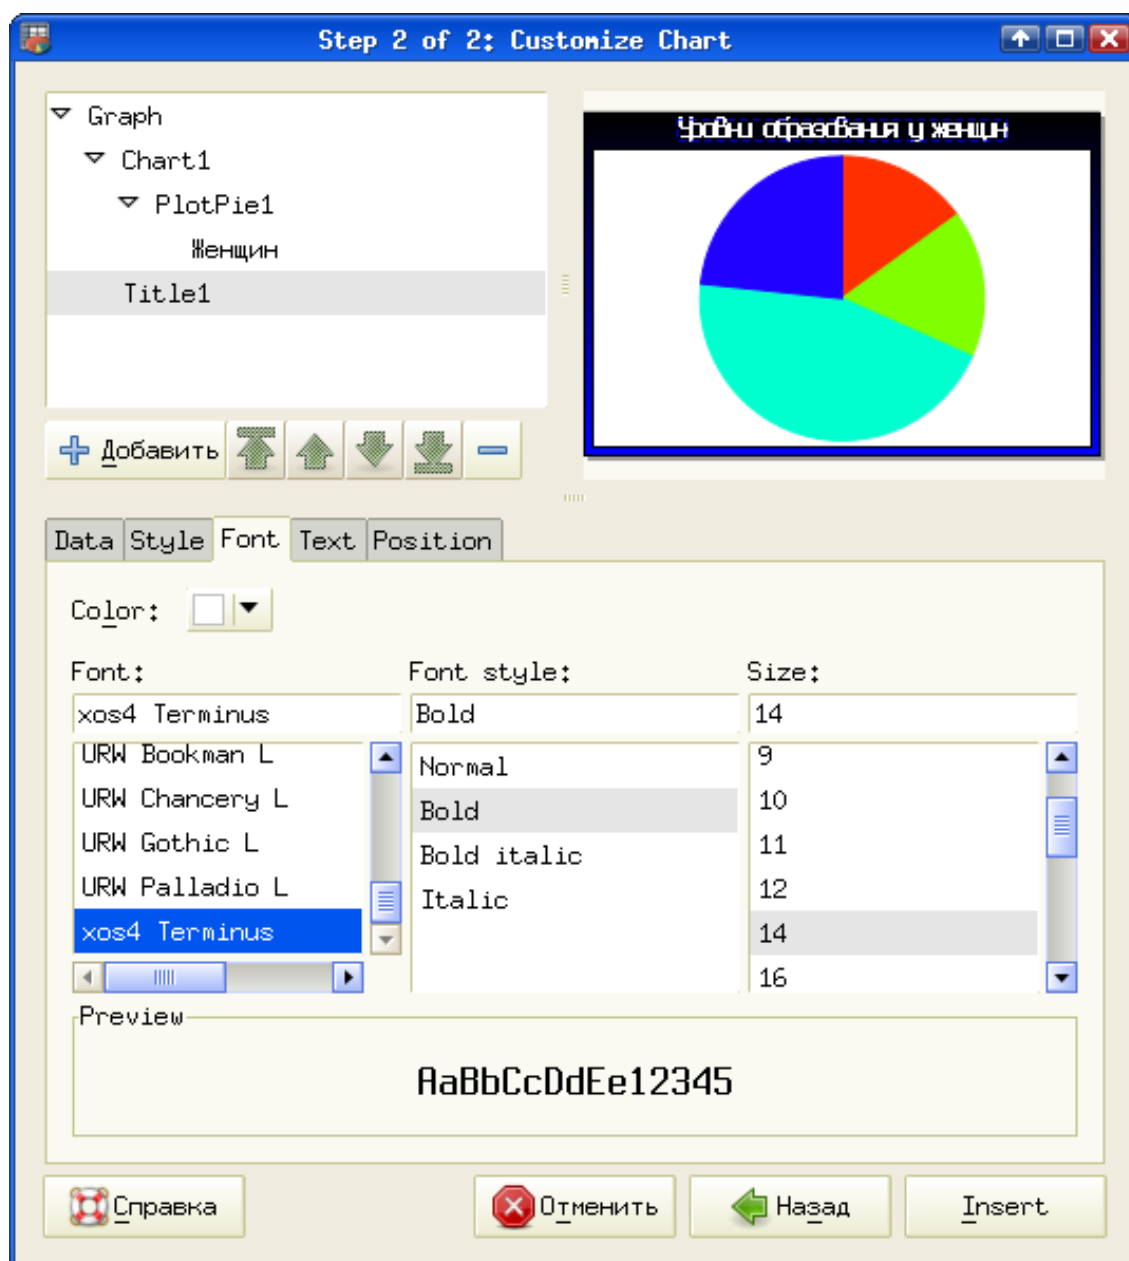 Step 2 of 2: Customize Chart
Graph
Chart1
PlotPie1
Женщин
Title1
Уровни образования у женщин
Добавить
Data Style Font Text Position
Color:
Font: Font style: Size:
xos4 Terminus Bold 14
URW Bookman L
URW Chancery L
URW Gothic L
URW Palladio L
xos4 Terminus
Normal
Bold
Bold italic
Italic
9
10
11
12
14
16
Preview
AaBbCcDdEe12345
Справка Отменить Назад Insert